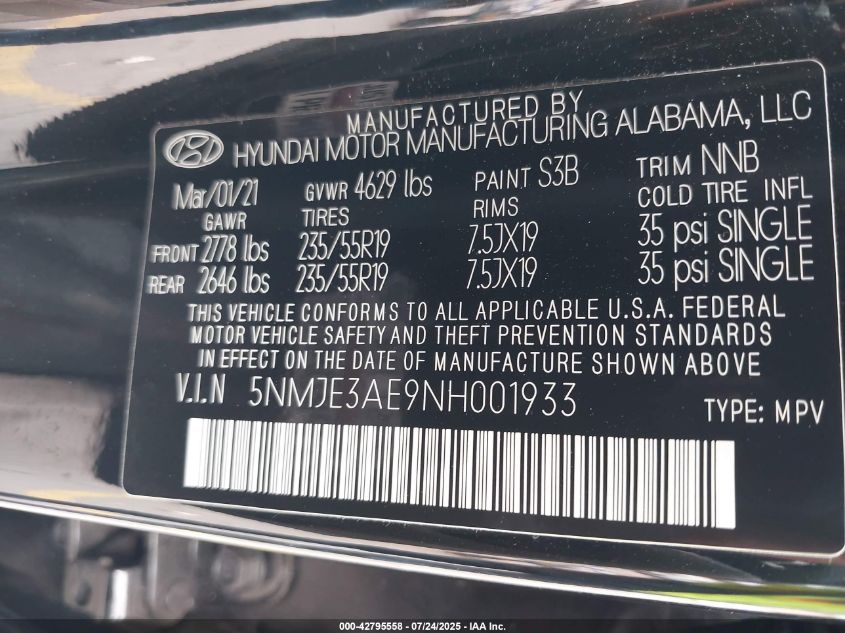 MANUFACTURED BY
HYUNDAI MOTOR MANUFACTURING ALABAMA, LLC
Mar/01/21 GVWR 4629 lbs PAINT S3B TRIM NNB
GAWR TIRES RIMS COLD TIRE INFL
FRONT 2778 lbs 235/55R19 7.5JX19 35 psi SINGLE
REAR 2646 lbs 235/55R19 7.5JX19 35 psi SINGLE
THIS VEHICLE CONFORMS TO ALL APPLICABLE U.S.A. FEDERAL
MOTOR VEHICLE SAFETY AND THEFT PREVENTION STANDARDS
IN EFFECT ON THE DATE OF MANUFACTURE SHOWN ABOVE
V.I.N 5NMJE3AE9NH001933 TYPE: MPV
000-42795558 - 07/24/2025 - IAA Inc.